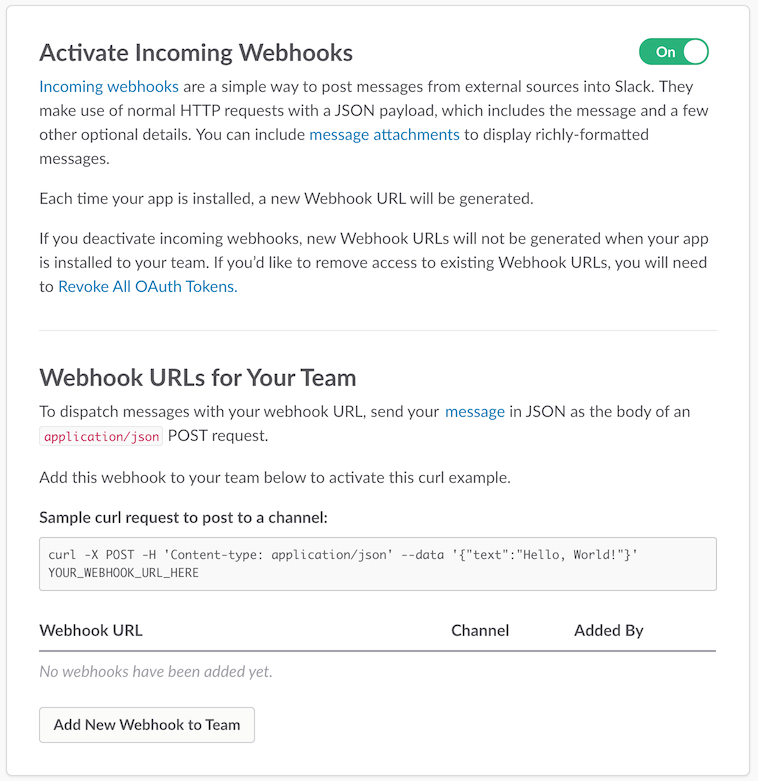 Activate Incoming Webhooks
On
Incoming webhooks are a simple way to post messages from external sources into Slack. They
make use of normal HTTP requests with a JSON payload, which includes the message and a few
other optional details. You can include message attachments to display richly-formatted
messages.
Each time your app is installed, a new Webhook URL will be generated.
If you deactivate incoming webhooks, new Webhook URLs will not be generated when your app
is installed to your team. If you’d like to remove access to existing Webhook URLs, you will need
to Revoke All OAuth Tokens.
Webhook URLs for Your Team
To dispatch messages with your webhook URL, send your message in JSON as the body of an
application/json POST request.
Add this webhook to your team below to activate this curl example.
Sample curl request to post to a channel:
curl -X POST -H 'Content-type: application/json' --data '{"text":"Hello, World!"}'
YOUR_WEBHOOK_URL_HERE
Webhook URL Channel Added By
No webhooks have been added yet.
Add New Webhook to Team